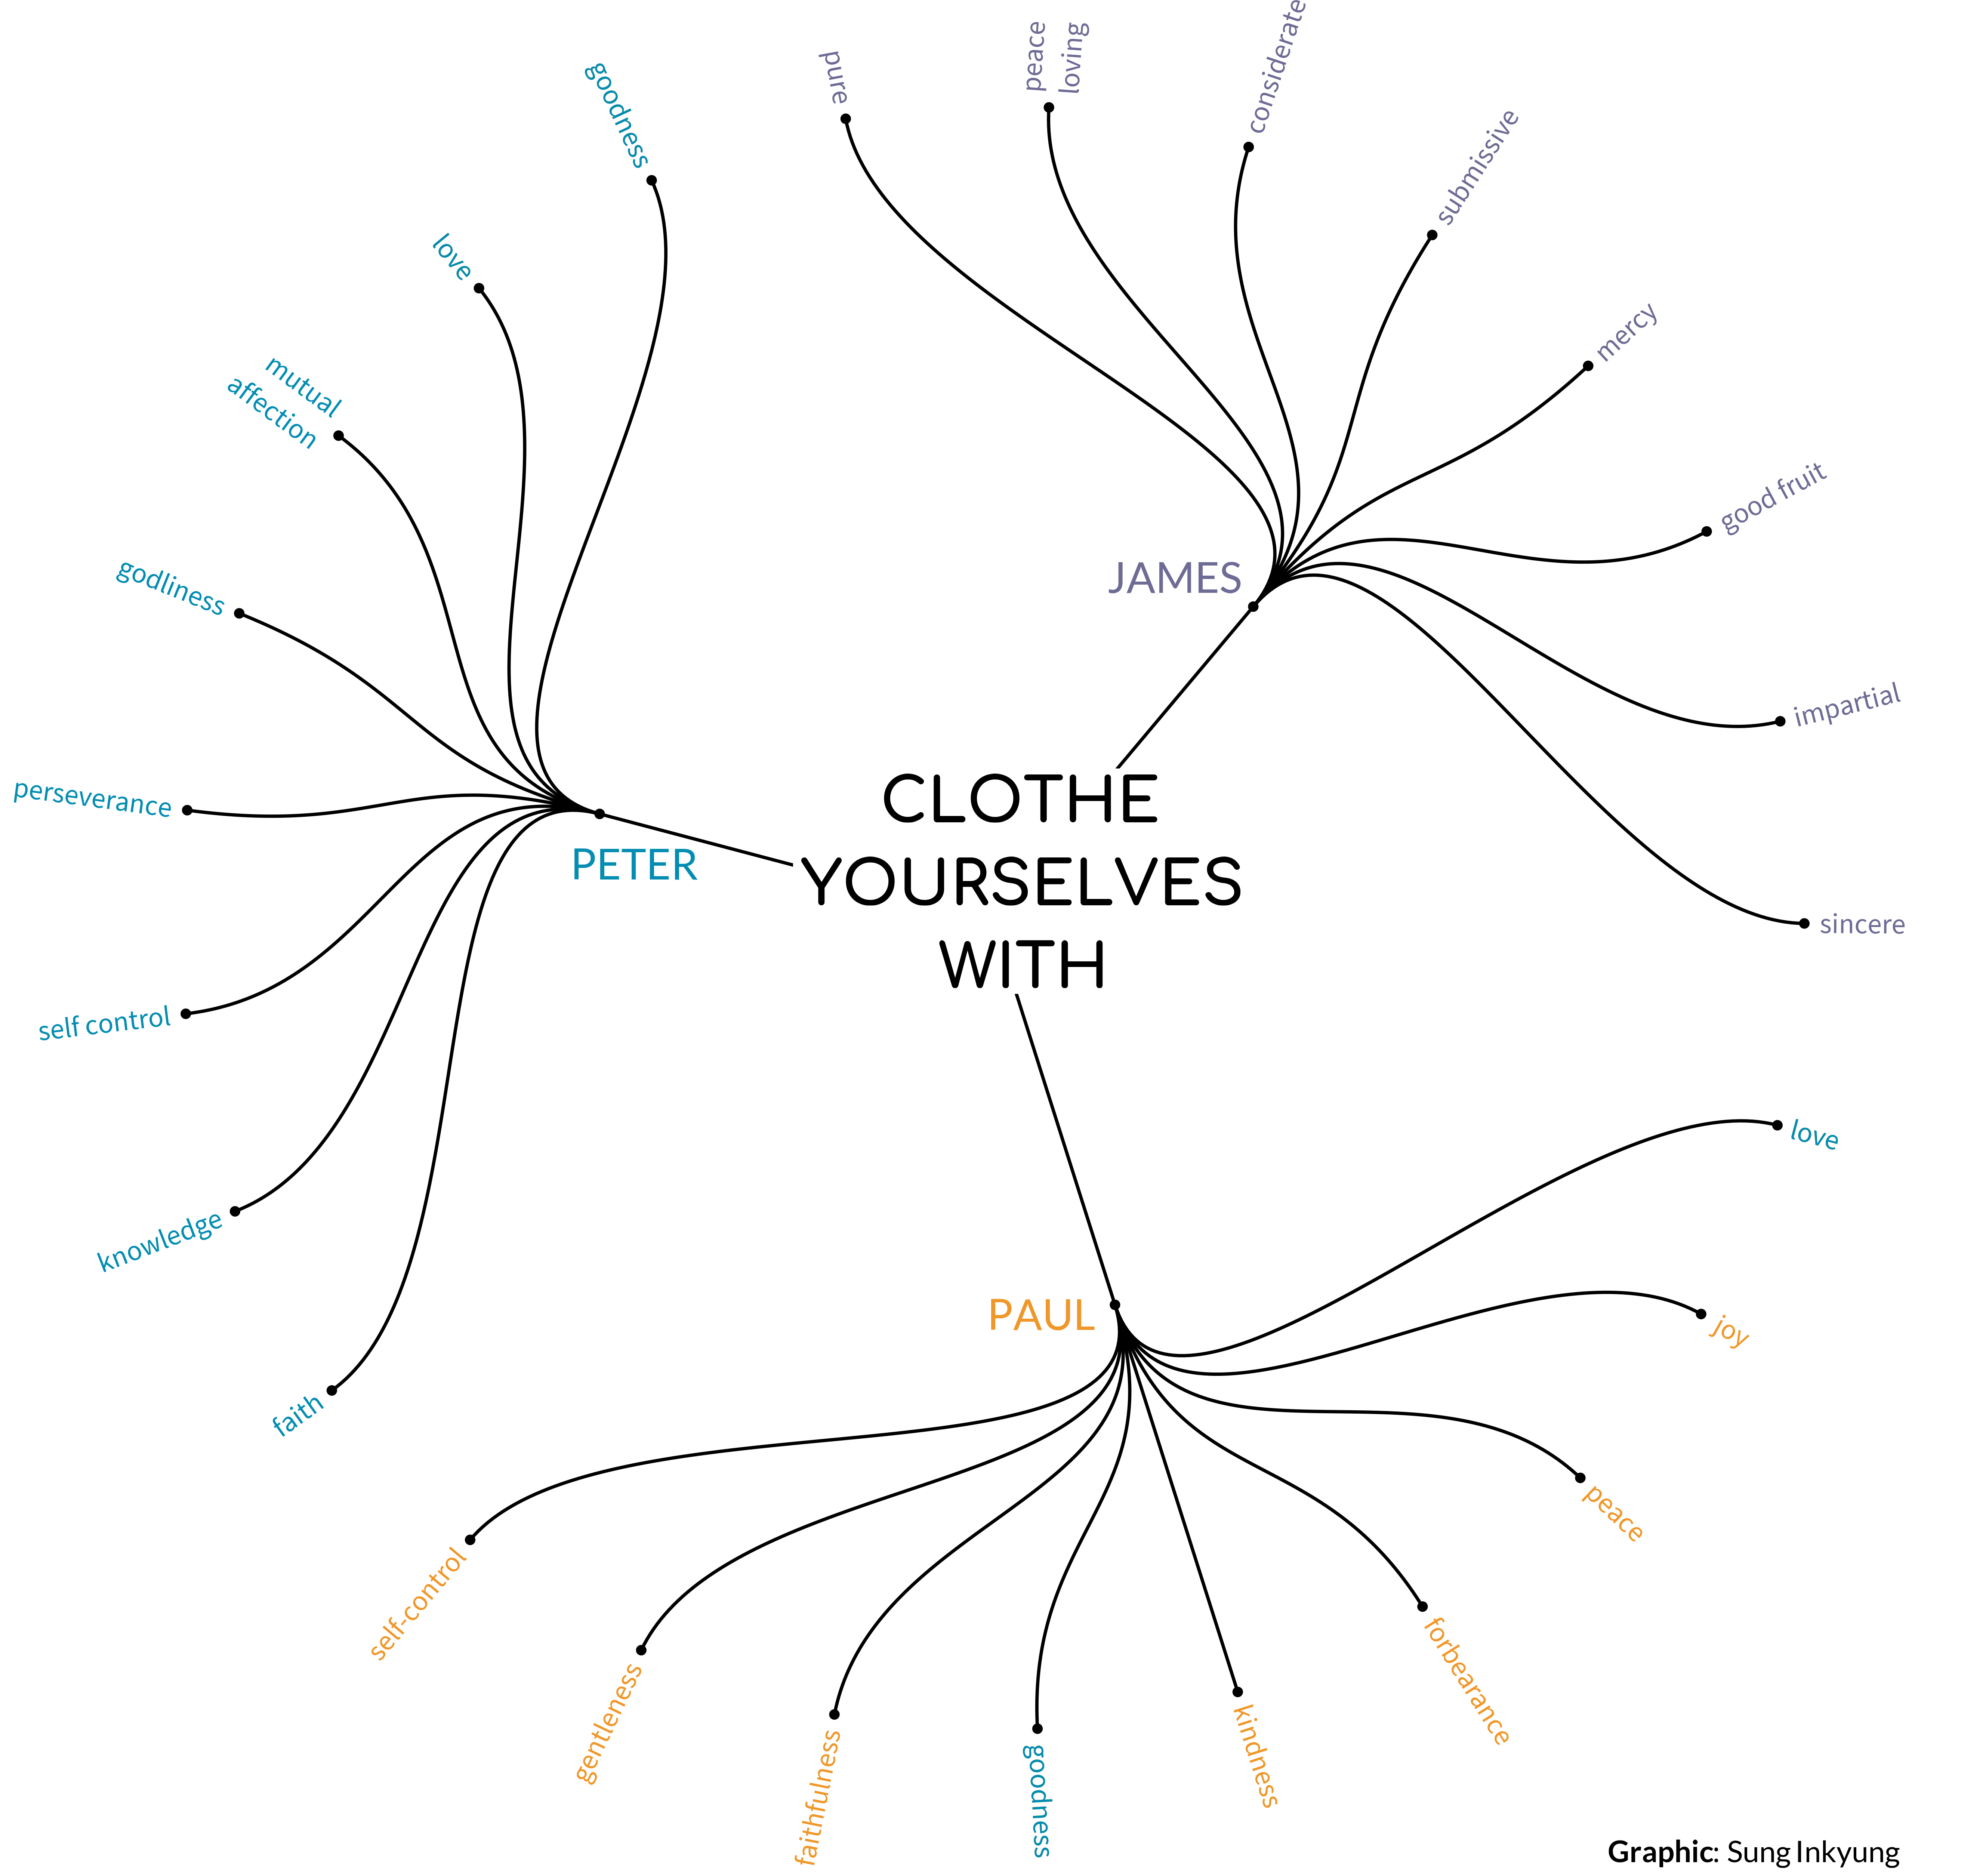 CLOTHE
YOURSELVES
WITH
JAMES
pure
peace
loving
considerate
submissive
mercy
good fruit
impartial
sincere
PAUL
love
joy
peace
forbearance
kindness
goodness
faithfulness
gentleness
self-control
PETER
faith
knowledge
self control
perseverance
godliness
mutual
affection
love
goodness
Graphic: Sung Inkyung